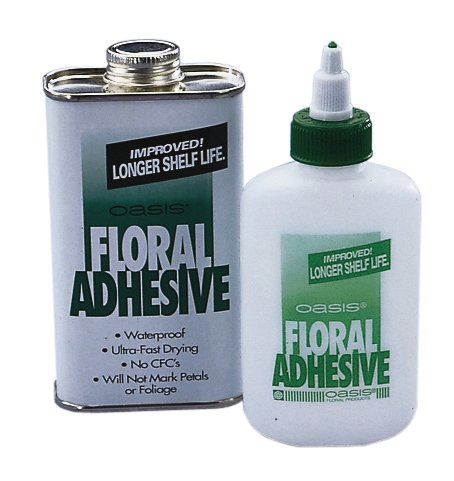 IMPROVED!
LONGER SHELF LIFE.
OASIS®
FLORAL
ADHESIVE
• Waterproof
• Ultra-Fast Drying
• No CFC's
• Will Not Mark Petals
or Foliage
IMPROVED!
LONGER SHELF LIFE.
OASIS®
FLORAL
ADHESIVE
OASIS®
FLORAL PRODUCTS